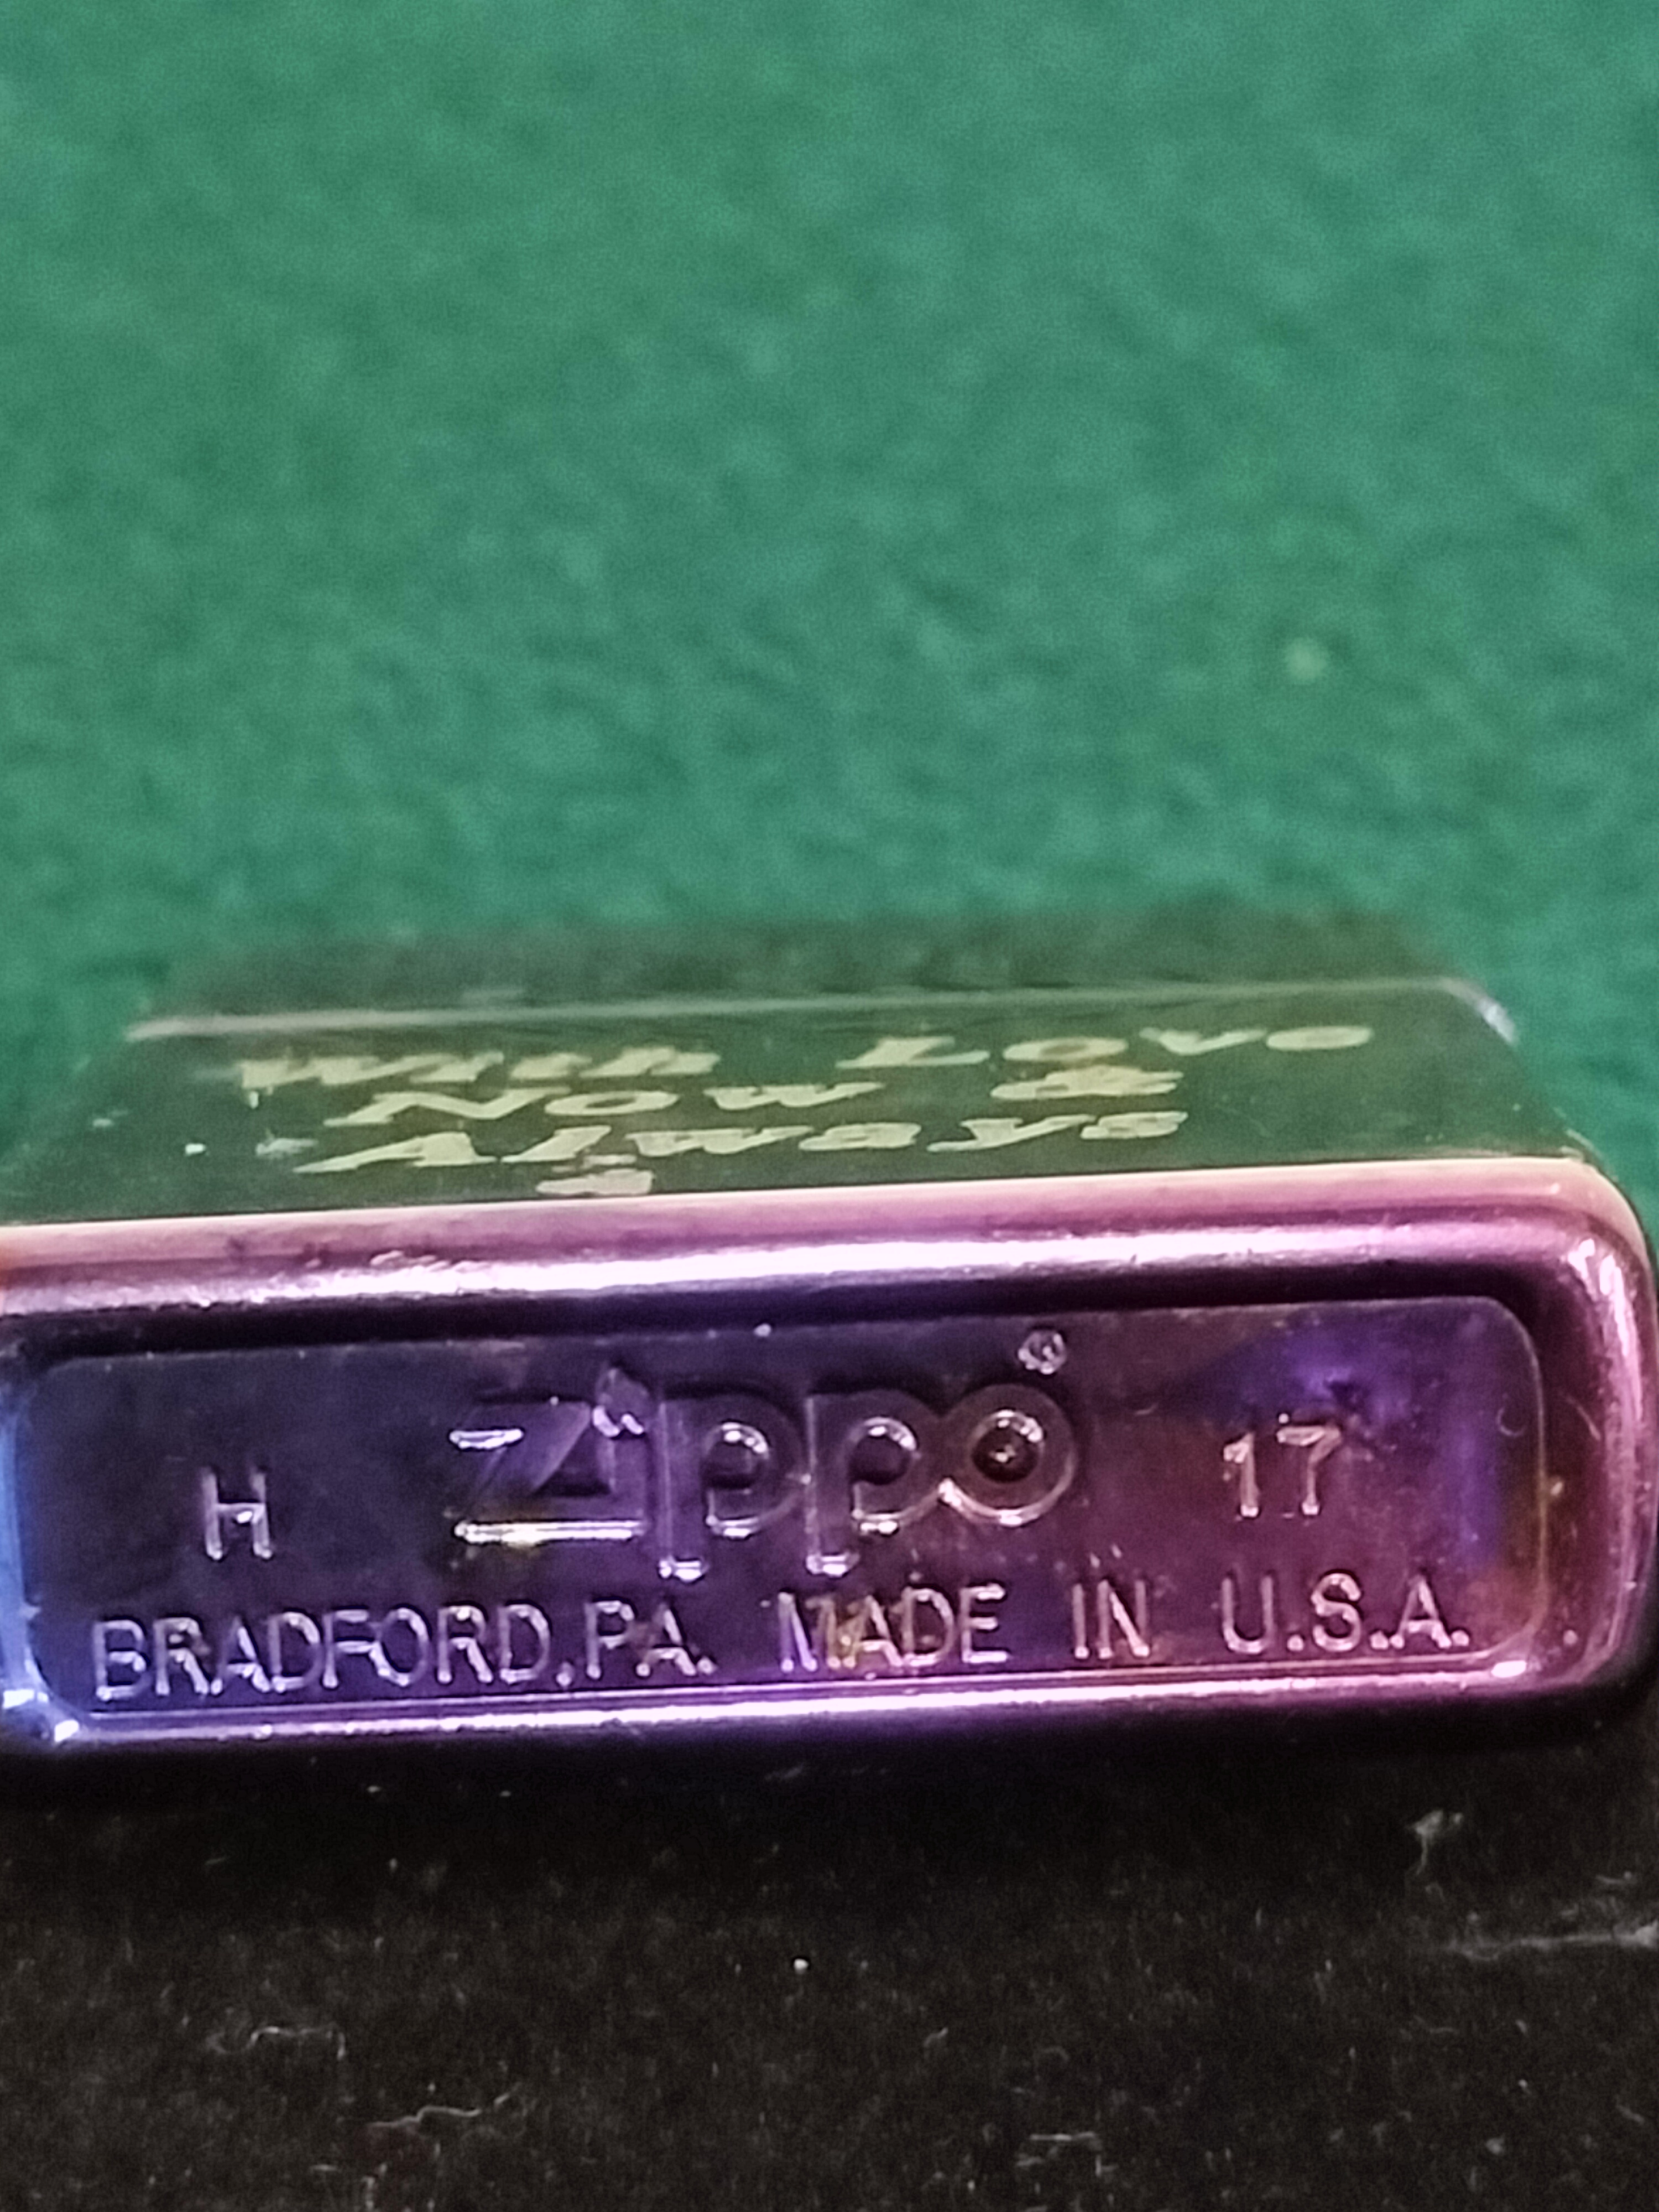 With Love
Now &
Always
H Zippo® 17
BRADFORD,PA. MADE IN U.S.A.